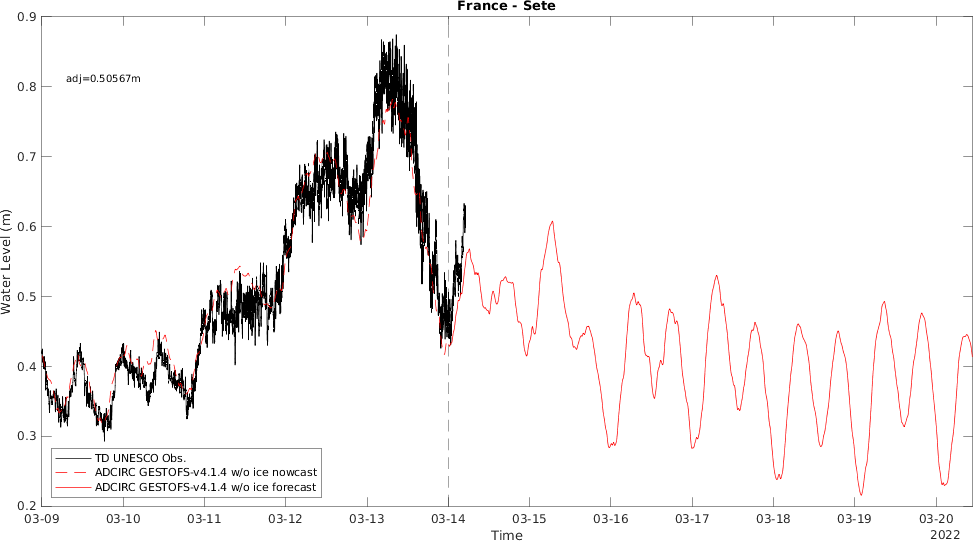 France - Sete
adj=0.50567m
Water Level (m)
0.9
0.8
0.7
0.6
0.5
0.4
0.3
0.2
TD UNESCO Obs.
ADCIRC GESTOFS-v4.1.4 w/o ice nowcast
ADCIRC GESTOFS-v4.1.4 w/o ice forecast
03-09 03-10 03-11 03-12 03-13 03-14 03-15 03-16 03-17 03-18 03-19 03-20
Time
2022